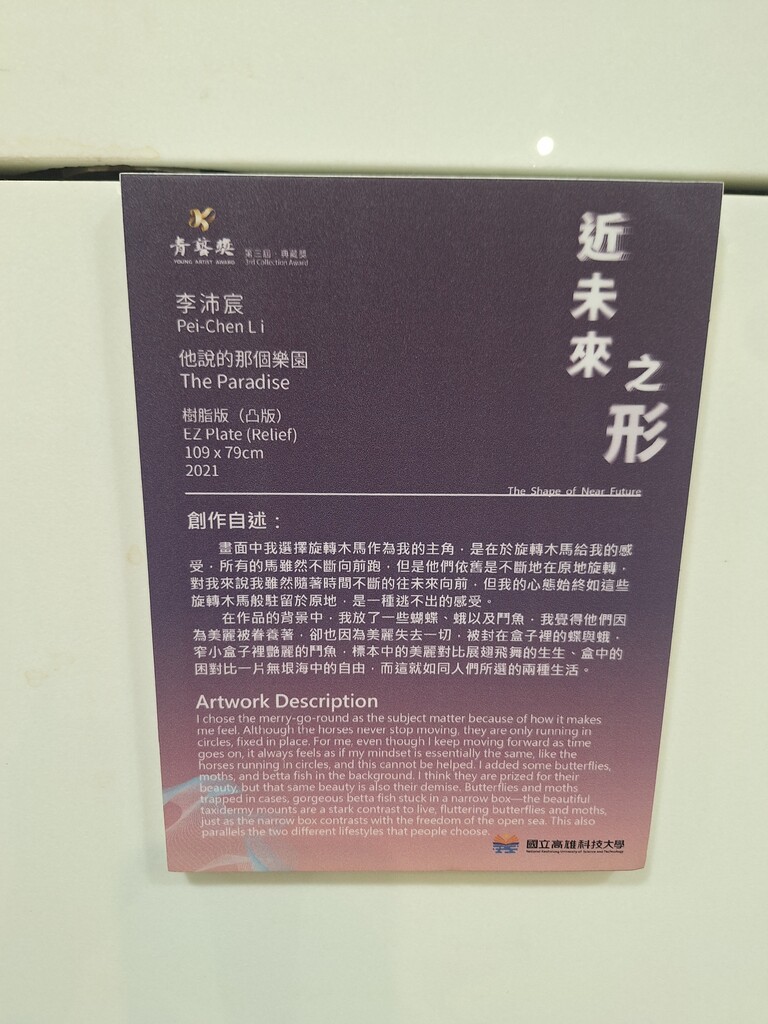 青藝獎
YOUNG ARTIST AWARD
第三屆．典藏獎
3rd Collection Award
近未來之形
The Shape of Near Future
李沛宸
Pei-Chen Li
他說的那個樂園
The Paradise
樹脂版（凸版）
EZ Plate (Relief)
109 x 79cm
2021
創作自述：
畫面中我選擇旋轉木馬作為我的主角，是在於旋轉木馬給我的感
受，所有的馬雖然不斷向前跑，但是他們依舊是不斷地在原地旋轉，
對我來說我雖然隨著時間不斷的往未來向前，但我的心態始終如這些
旋轉木馬般駐留於原地，是一種逃不出的感受。
在作品的背景中，我放了一些蝴蝶、蛾以及鬥魚，我覺得他們因
為美麗被眷養著，卻也因為美麗失去一切，被封在盒子裡的蝶與蛾，
窄小盒子裡艷麗的鬥魚，標本中的美麗對比展翅飛舞的生生、盒中的
困對比一片無垠海中的自由，而這就如同人們所選的兩種生活。
Artwork Description
I chose the merry-go-round as the subject matter because of how it makes
me feel. Although the horses never stop moving, they are only running in
circles, fixed in place. For me, even though I keep moving forward as time
goes on, it always feels as if my mindset is essentially the same, like the
horses running in circles, and this cannot be helped. I added some butterflies,
moths, and betta fish in the background. I think they are prized for their
beauty, but that same beauty is also their demise. Butterflies and moths
trapped in cases, gorgeous betta fish stuck in a narrow box—the beautiful
taxidermy mounts are a stark contrast to live, fluttering butterflies and moths,
just as the narrow box contrasts with the freedom of the open sea. This also
parallels the two different lifestyles that people choose.
國立高雄科技大學
National Kaohsiung University of Science and Technology